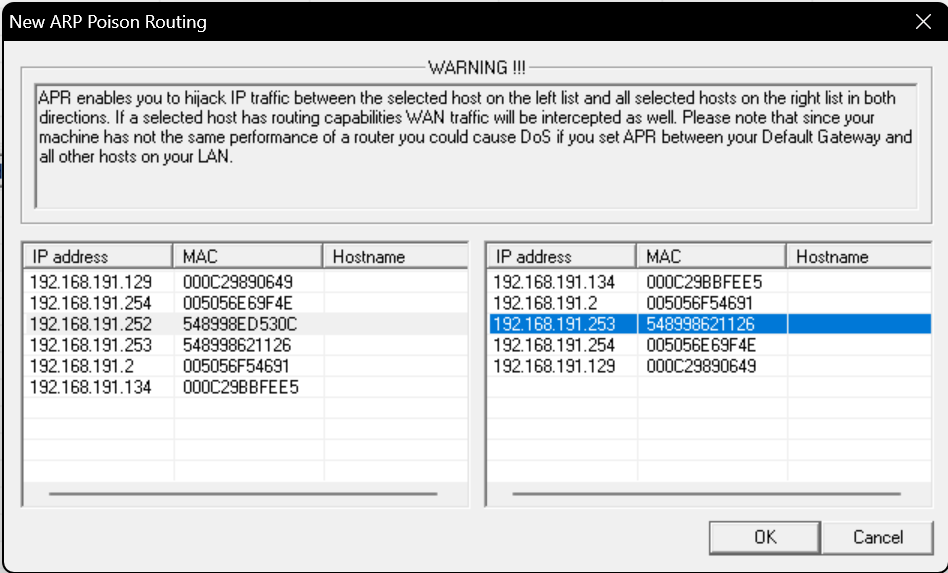 New ARP Poison Routing
WARNING !!!
APR enables you to hijack IP traffic between the selected host on the left list and all selected hosts on the right list in both
directions. If a selected host has routing capabilities WAN traffic will be intercepted as well. Please note that since your
machine has not the same performance of a router you could cause DoS if you set APR between your Default Gateway and
all other hosts on your LAN.
IP address MAC Hostname
192.168.191.129 000C29890649
192.168.191.254 005056E69F4E
192.168.191.252 548998ED530C
192.168.191.253 548998621126
192.168.191.2 005056F54691
192.168.191.134 000C29BBFEE5
IP address MAC Hostname
192.168.191.134 000C29BBFEE5
192.168.191.2 005056F54691
192.168.191.253 548998621126
192.168.191.254 005056E69F4E
192.168.191.129 000C29890649
OK Cancel